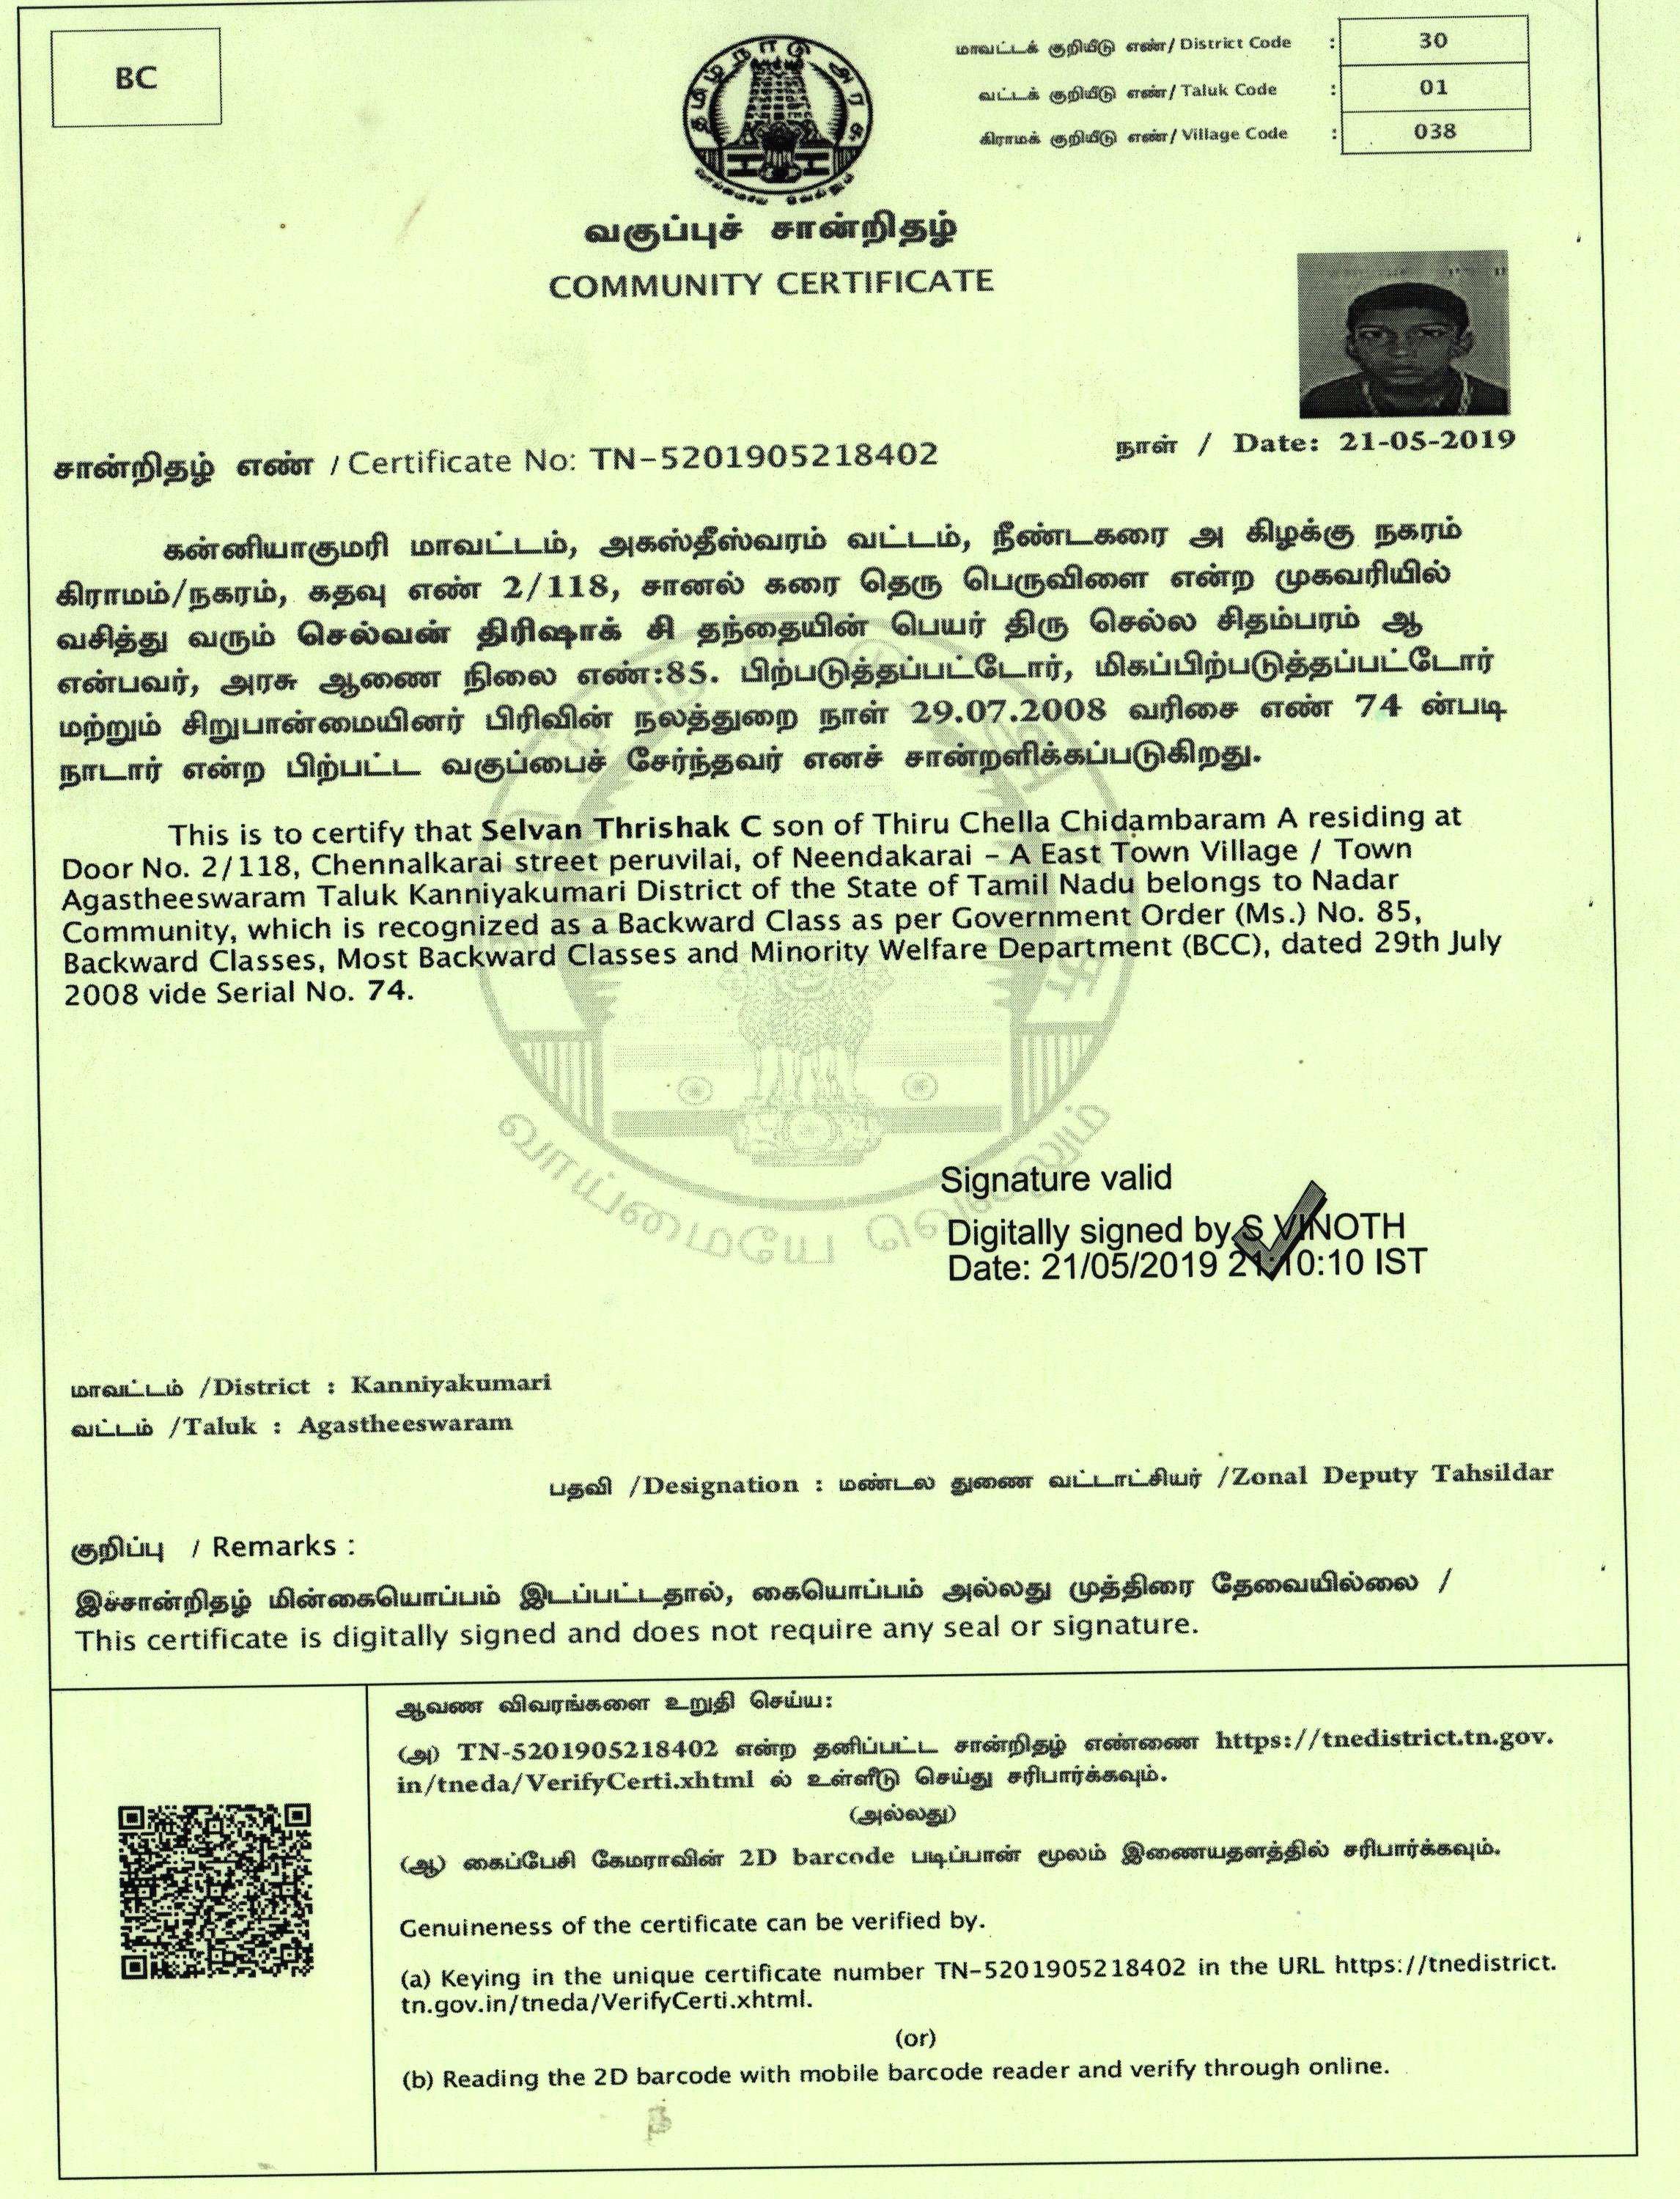 BC
தமிழ்நாடு அரசு
வாய்மையே வெல்லும்
மாவட்டக் குறியீடு எண்/ District Code : 30
வட்டக் குறியீடு எண்/ Taluk Code : 01
கிராமக் குறியீடு எண்/ Village Code : 038
வகுப்புச் சான்றிதழ்
COMMUNITY CERTIFICATE
சான்றிதழ் எண் / Certificate No: TN-5201905218402
நாள் / Date: 21-05-2019
கன்னியாகுமரி மாவட்டம், அகஸ்தீஸ்வரம் வட்டம், நீண்டகரை அ கிழக்கு நகரம்
கிராமம்/நகரம், கதவு எண் 2/118, சானல் கரை தெரு பெருவிளை என்ற முகவரியில்
வசித்து வரும் செல்வன் திரிஷாக் சி தந்தையின் பெயர் திரு செல்ல சிதம்பரம் ஆ
என்பவர், அரசு ஆணை நிலை எண்:85. பிற்படுத்தப்பட்டோர், மிகப்பிற்படுத்தப்பட்டோர்
மற்றும் சிறுபான்மையினர் பிரிவின் நலத்துறை நாள் 29.07.2008 வரிசை எண் 74 ன்படி
நாடார் என்ற பிற்பட்ட வகுப்பைச் சேர்ந்தவர் எனச் சான்றளிக்கப்படுகிறது.
This is to certify that Selvan Thrishak C son of Thiru Chella Chidambaram A residing at
Door No. 2/118, Chennalkarai street peruvilai, of Neendakarai - A East Town Village / Town
Agastheeswaram Taluk Kanniyakumari District of the State of Tamil Nadu belongs to Nadar
Community, which is recognized as a Backward Class as per Government Order (Ms.) No. 85,
Backward Classes, Most Backward Classes and Minority Welfare Department (BCC), dated 29th July
2008 vide Serial No. 74.
வாய்மையே வெல்லும்
Signature valid
Digitally signed by S VINOTH
Date: 21/05/2019 21:10:10 IST
மாவட்டம் /District : Kanniyakumari
வட்டம் /Taluk : Agastheeswaram
பதவி /Designation : மண்டல துணை வட்டாட்சியர் /Zonal Deputy Tahsildar
குறிப்பு / Remarks :
இச்சான்றிதழ் மின்கையொப்பம் இடப்பட்டதால், கையொப்பம் அல்லது முத்திரை தேவையில்லை /
This certificate is digitally signed and does not require any seal or signature.
ஆவண விவரங்களை உறுதி செய்ய:
(அ) TN-5201905218402 என்ற தனிப்பட்ட சான்றிதழ் எண்ணை https://tnedistrict.tn.gov.
in/tneda/VerifyCerti.xhtml ல் உள்ளீடு செய்து சரிபார்க்கவும்.
(அல்லது)
(ஆ) கைப்பேசி கேமராவின் 2D barcode படிப்பான் மூலம் இணையதளத்தில் சரிபார்க்கவும்.
Genuineness of the certificate can be verified by.
(a) Keying in the unique certificate number TN-5201905218402 in the URL https://tnedistrict.
tn.gov.in/tneda/VerifyCerti.xhtml.
(or)
(b) Reading the 2D barcode with mobile barcode reader and verify through online.